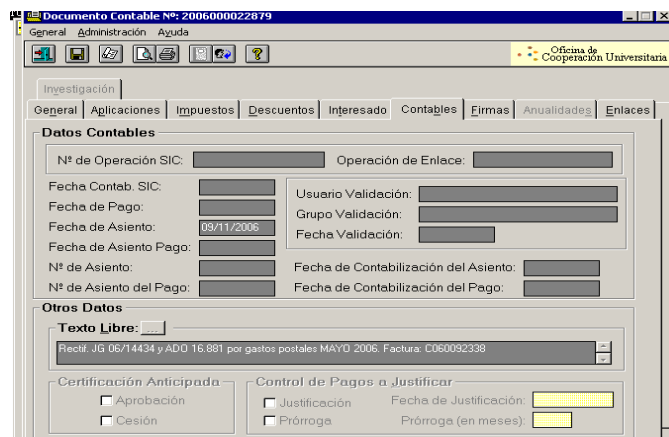 Documento Contable Nº: 2006000022879
General Administración Ayuda
Oficina de
Cooperación Universitaria
Investigación
General Aplicaciones Impuestos Descuentos Interesado Contables Firmas Anualidades Enlaces
Datos Contables
Nº de Operación SIC: Operación de Enlace:
Fecha Contab. SIC:
Usuario Validación:
Fecha de Pago:
Grupo Validación:
Fecha de Asiento: 09/11/2006
Fecha Validación:
Fecha de Asiento Pago:
Nº de Asiento: Fecha de Contabilización del Asiento:
Nº de Asiento del Pago: Fecha de Contabilización del Pago:
Otros Datos
Texto Libre: ...
Rectif. JG 06/14434 y ADO 16.881 por gastos postales MAYO 2006. Factura: C060092338
Certificación Anticipada Control de Pagos a Justificar
Aprobación Justificación Fecha de Justificación:
Cesión Prórroga Prórroga (en meses):